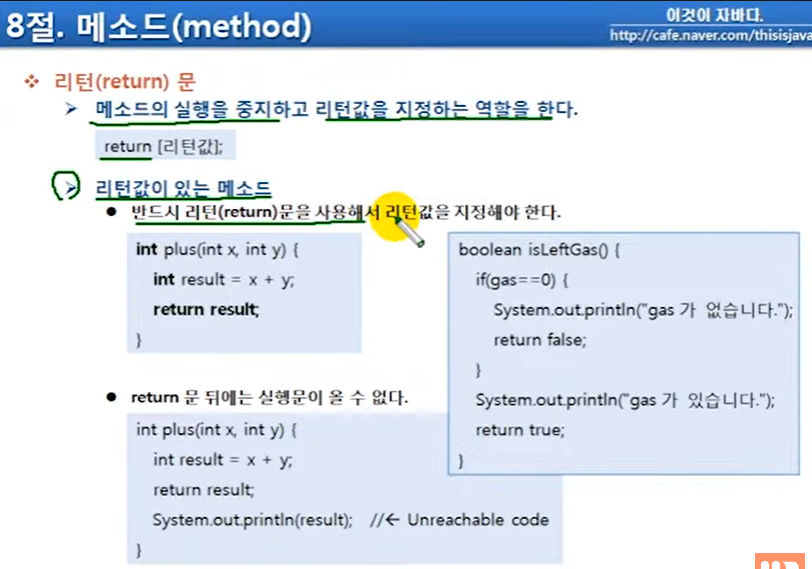 8절. 메소드(method)
이것이 자바다.
http://cafe.naver.com/thisisjava
리턴(return) 문
메소드의 실행을 중지하고 리턴값을 지정하는 역할을 한다.
return [리턴값];
리턴값이 있는 메소드
반드시 리턴(return)문을 사용해서 리턴값을 지정해야 한다.
int plus(int x, int y) {
int result = x + y;
return result;
}
boolean isLeftGas() {
if(gas==0) {
System.out.println("gas 가 없습니다.");
return false;
}
System.out.println("gas 가 있습니다.");
return true;
}
return 문 뒤에는 실행문이 올 수 없다.
int plus(int x, int y) {
int result = x + y;
return result;
System.out.println(result); //← Unreachable code
}